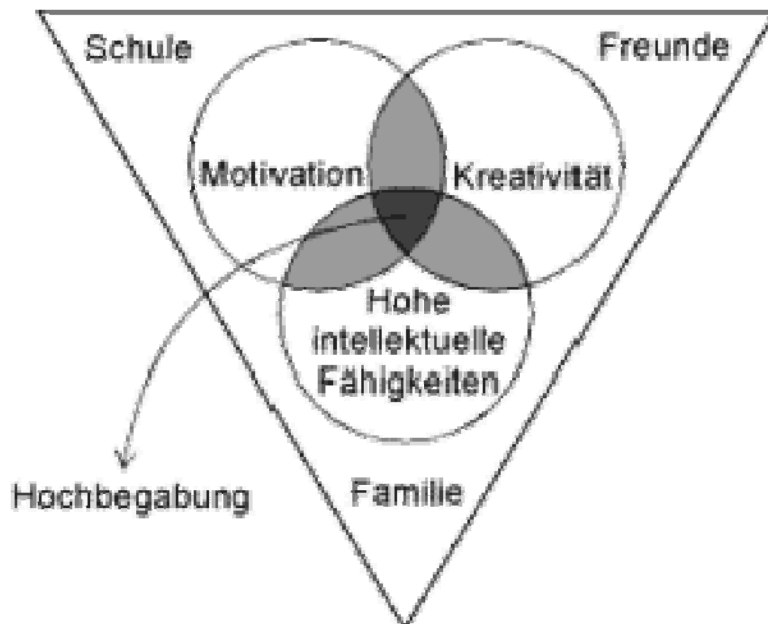 Schule
Freunde
Motivation
Kreativität
Hohe
intellektuelle
Fähigkeiten
Hochbegabung
Familie